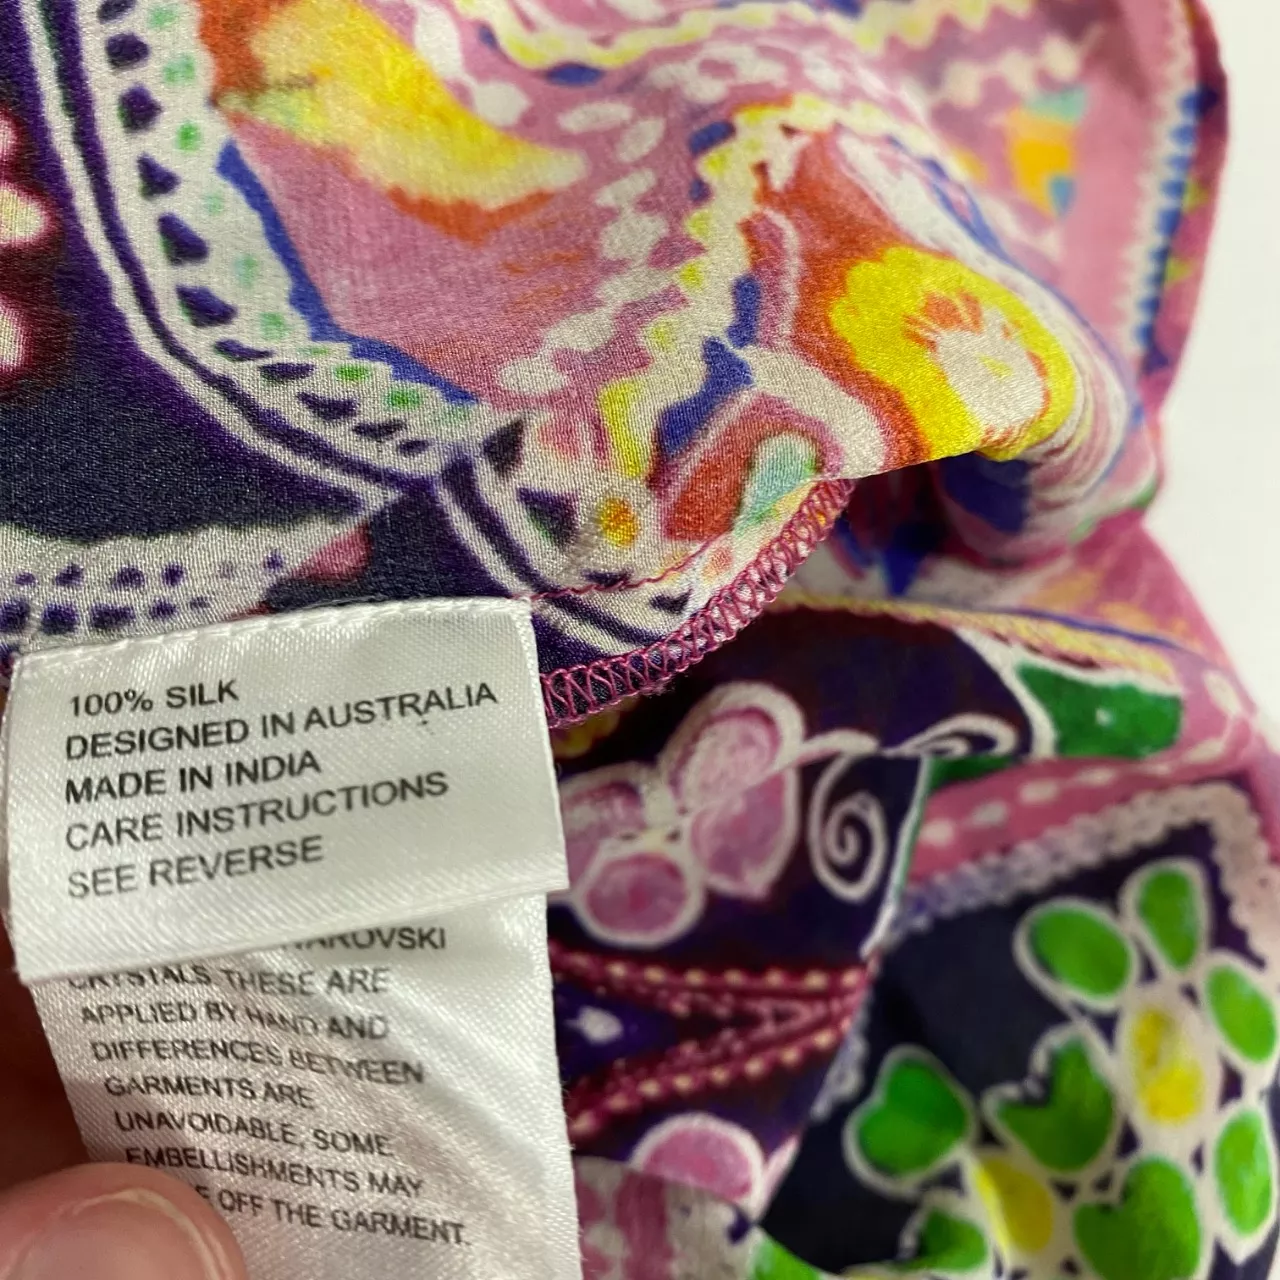 100% SILK
DESIGNED IN AUSTRALIA
MADE IN INDIA
CARE INSTRUCTIONS
SEE REVERSE
CRYSTALS THESE ARE
APPLIED BY HAND AND
DIFFERENCES BETWEEN
GARMENTS ARE
UNAVOIDABLE, SOME
EMBELLISHMENTS MAY
OFF THE GARMENT.